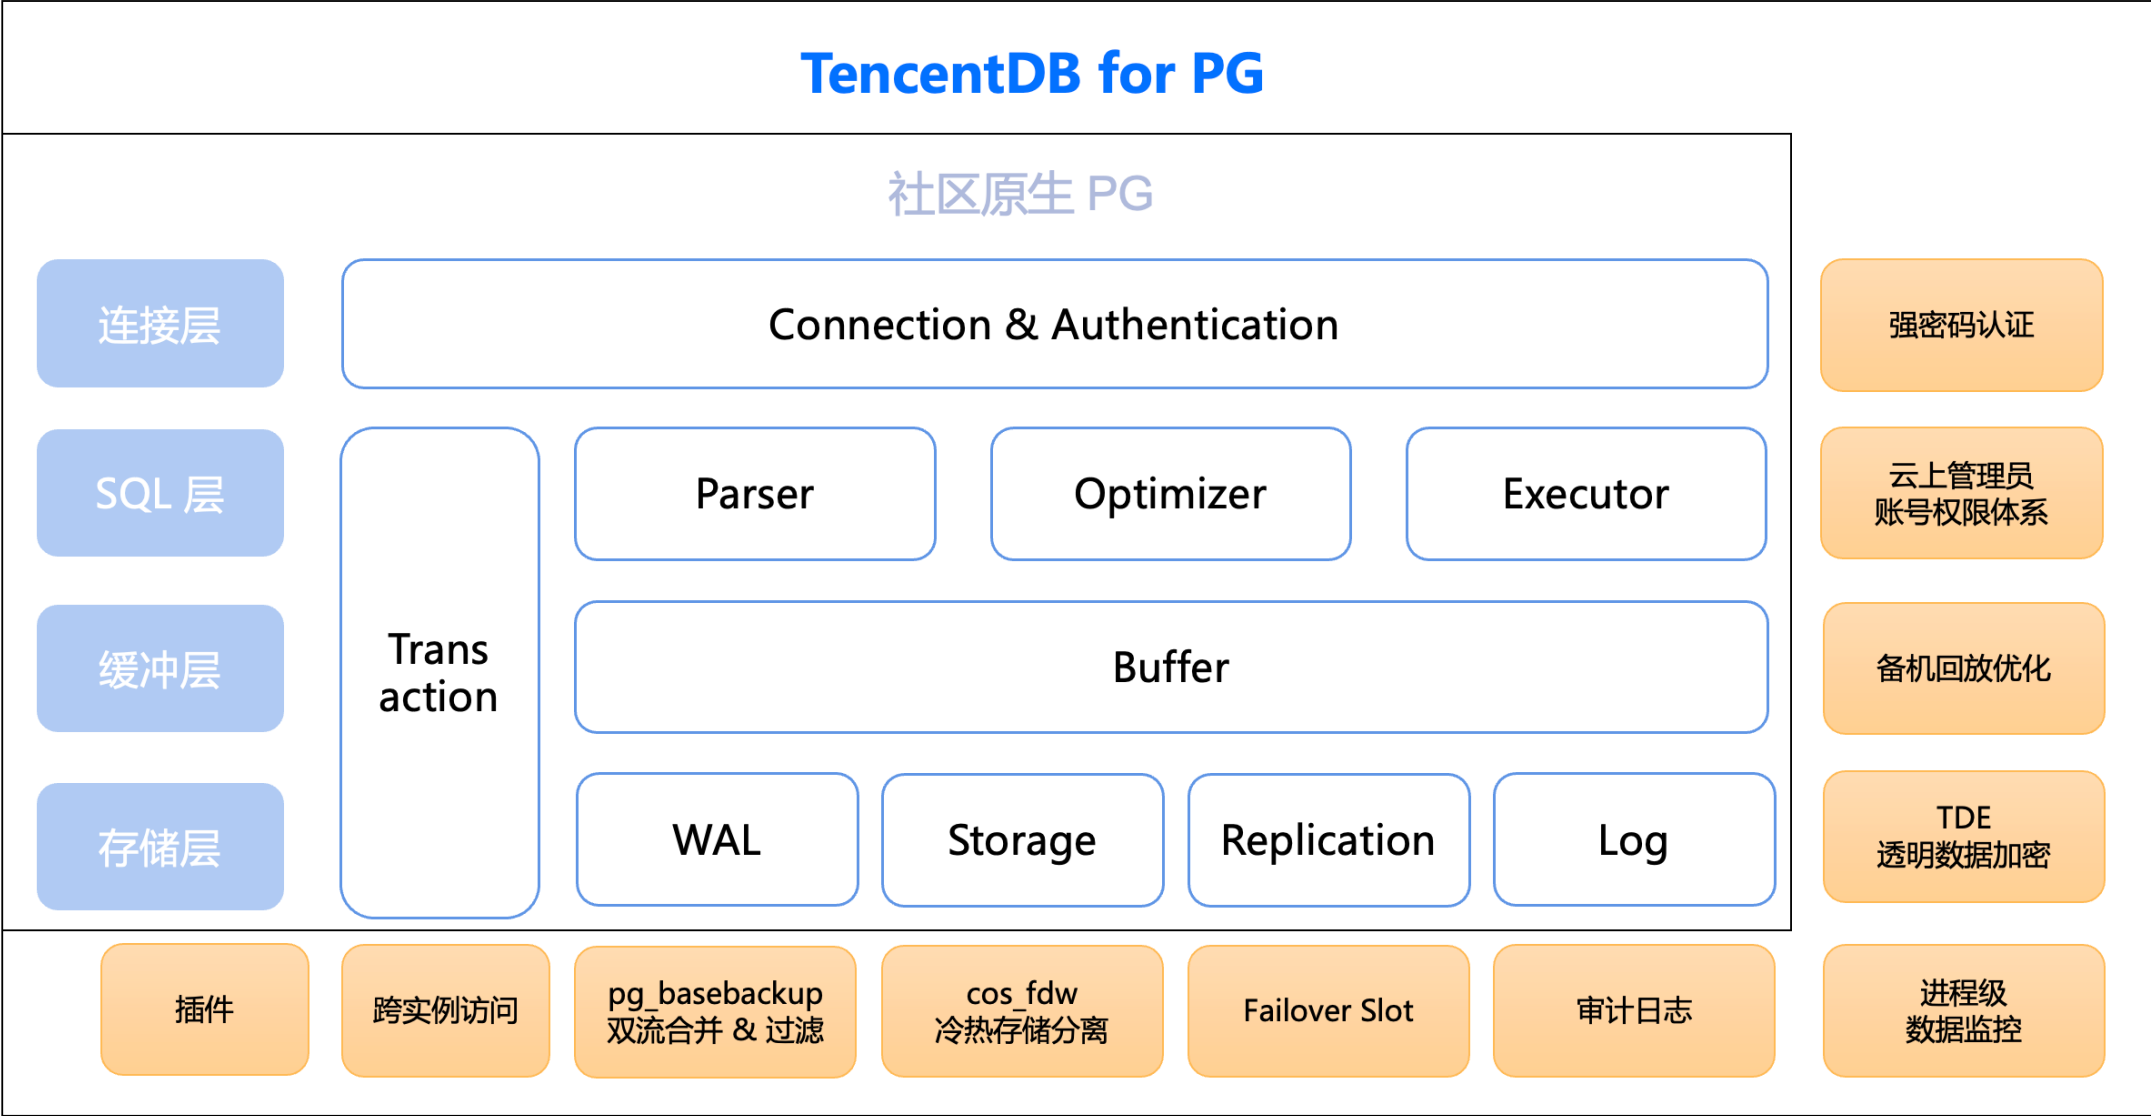 TencentDB for PG
社区原生 PG
连接层
Connection & Authentication
强密码认证
SQL 层
Parser
Optimizer
Executor
云上管理员
账号权限体系
缓冲层
Trans
action
Buffer
备机回放优化
存储层
WAL
Storage
Replication
Log
TDE
透明数据加密
插件
跨实例访问
pg_basebackup
双流合并 & 过滤
cos_fdw
冷热存储分离
Failover Slot
审计日志
进程级
数据监控